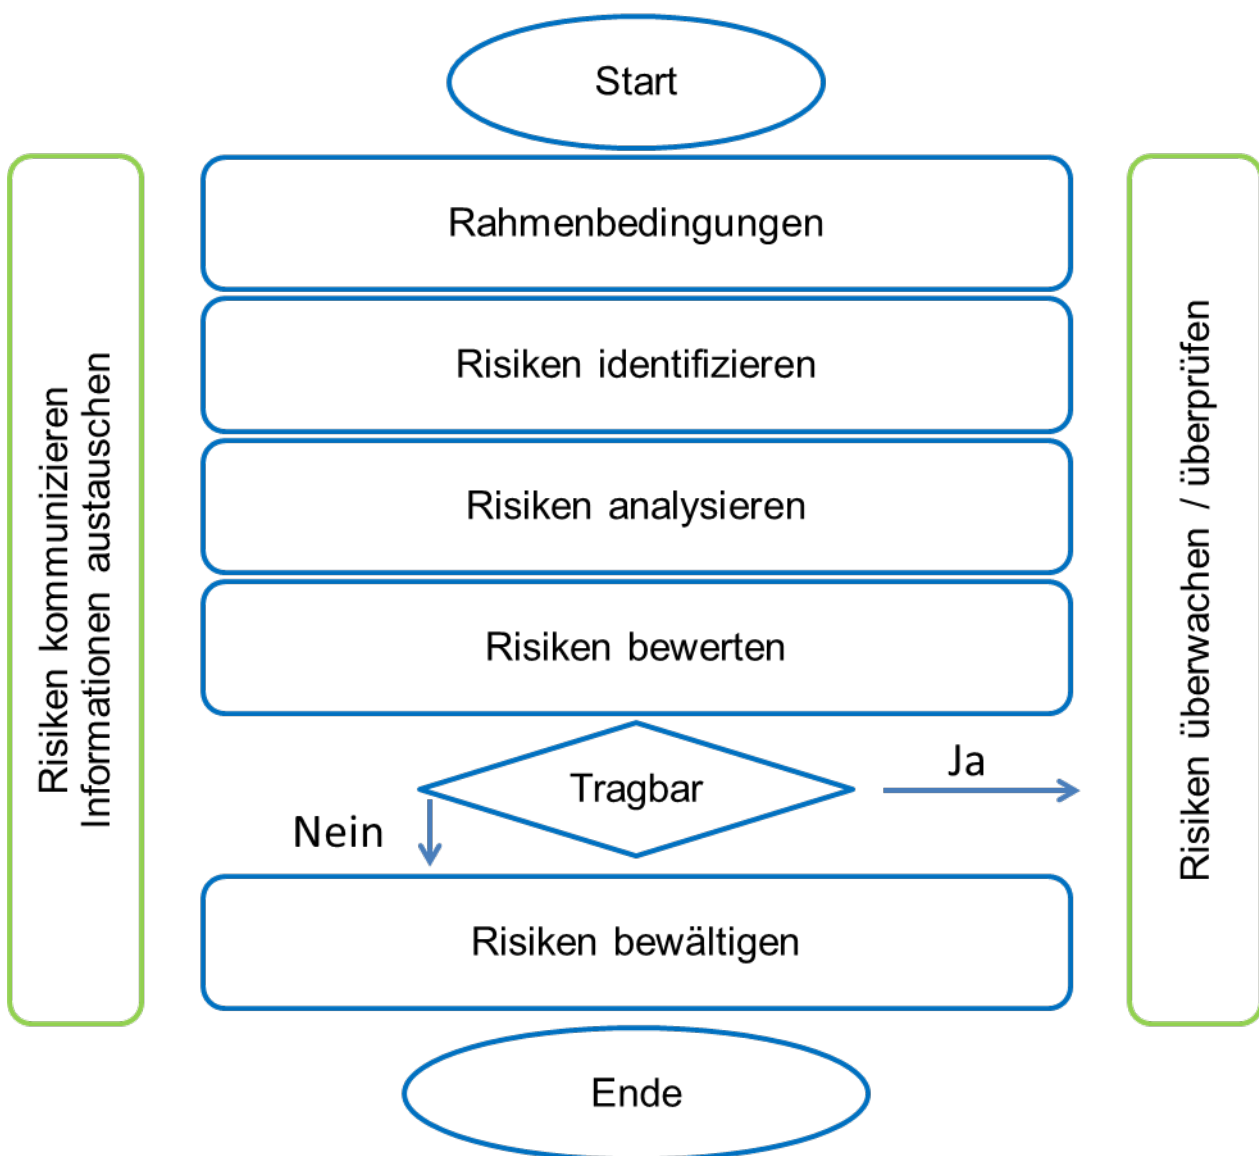 Start
Rahmenbedingungen
Risiken identifizieren
Risiken analysieren
Risiken bewerten
Tragbar
Ja
Nein
Risiken bewältigen
Ende
Risiken kommunizieren
Informationen austauschen
Risiken überwachen / überprüfen